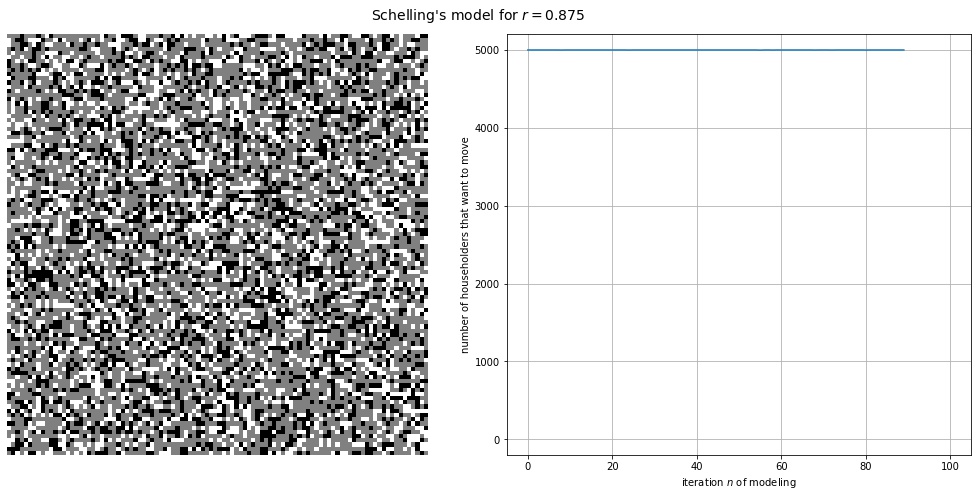 Schelling's model for r = 0.875
number of householders that want to move
5000
4000
3000
2000
1000
0
0 20 40 60 80 100
iteration n of modeling